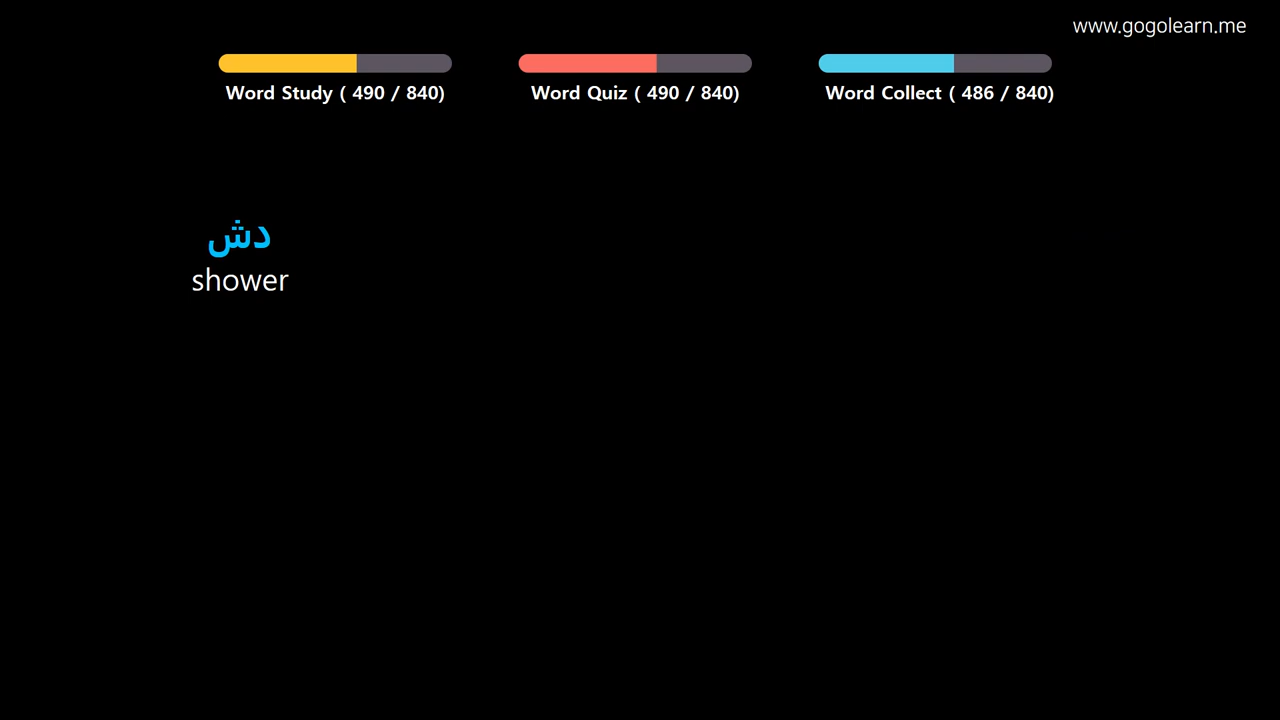 www.gogolearn.me
Word Study ( 490 / 840)
Word Quiz ( 490 / 840)
Word Collect ( 486 / 840)
دش
shower